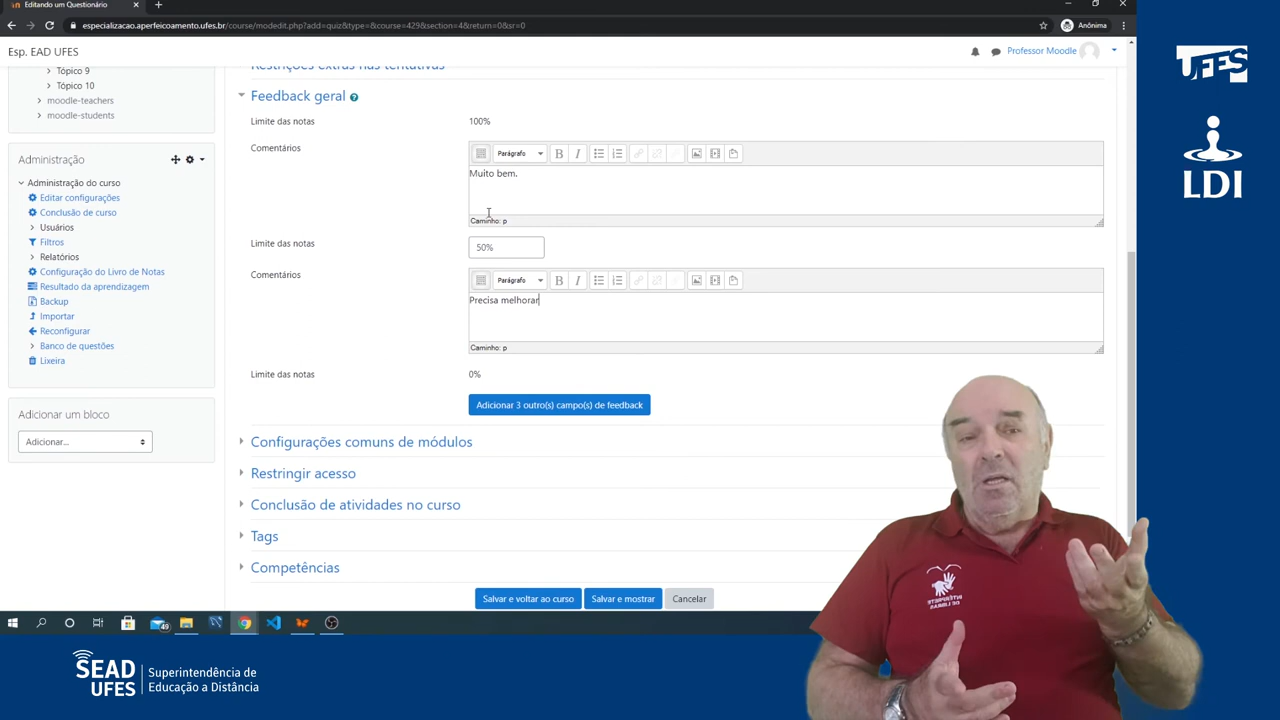 Editando um Questionário
especializacao.aperfeicoamento.ufes.br/course/modedit.php?add=quiz&type=&course=429&section=4&return=0&sr=0
Anônima
Esp. EAD UFES
Professor Moodle
Tópico 9
Tópico 10
moodle-teachers
moodle-students
Administração
Administração do curso
Editar configurações
Conclusão de curso
Usuários
Filtros
Relatórios
Configuração do Livro de Notas
Resultado da aprendizagem
Backup
Importar
Reconfigurar
Banco de questões
Lixeira
Adicionar um bloco
Adicionar...
Restrições extras nas tentativas
Feedback geral
Limite das notas 100%
Comentários
Parágrafo B I
Muito bem.
Caminho: p
Limite das notas 50%
Comentários
Parágrafo B I
Precisa melhorar
Caminho: p
Limite das notas 0%
Adicionar 3 outro(s) campo(s) de feedback
Configurações comuns de módulos
Restringir acesso
Conclusão de atividades no curso
Tags
Competências
Salvar e voltar ao curso Salvar e mostrar Cancelar
49
UFES
LDI
INTÉRPRETE
DE LIBRAS
SEAD
UFES
Superintendência de
Educação a Distância